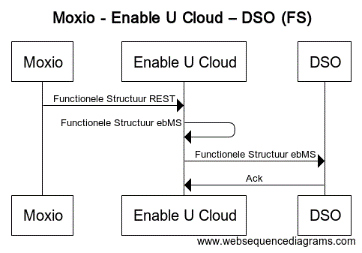 Moxio - Enable U Cloud – DSO (FS)
Moxio
Enable U Cloud
DSO
Functionele Structuur REST
Functionele Structuur ebMS
Functionele Structuur ebMS
Ack
Moxio
Enable U Cloud
DSO
www.websequencediagrams.com